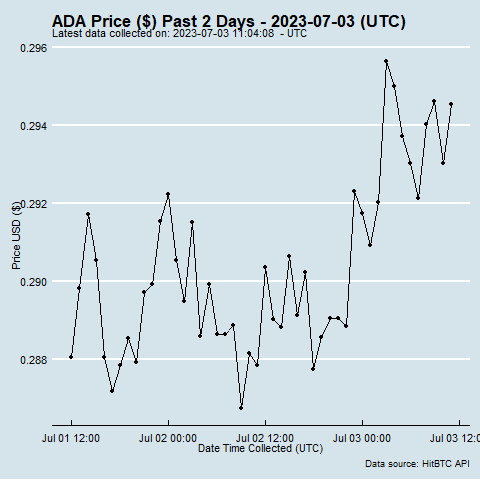 ADA Price ($) Past 2 Days - 2023-07-03 (UTC)
Latest data collected on: 2023-07-03 11:04:08  - UTC
0.296
0.294
0.292
0.290
0.288
Price USD ($)
Jul 01 12:00 Jul 02 00:00 Jul 02 12:00 Jul 03 00:00 Jul 03 12:00
Date Time Collected (UTC)
Data source: HitBTC API